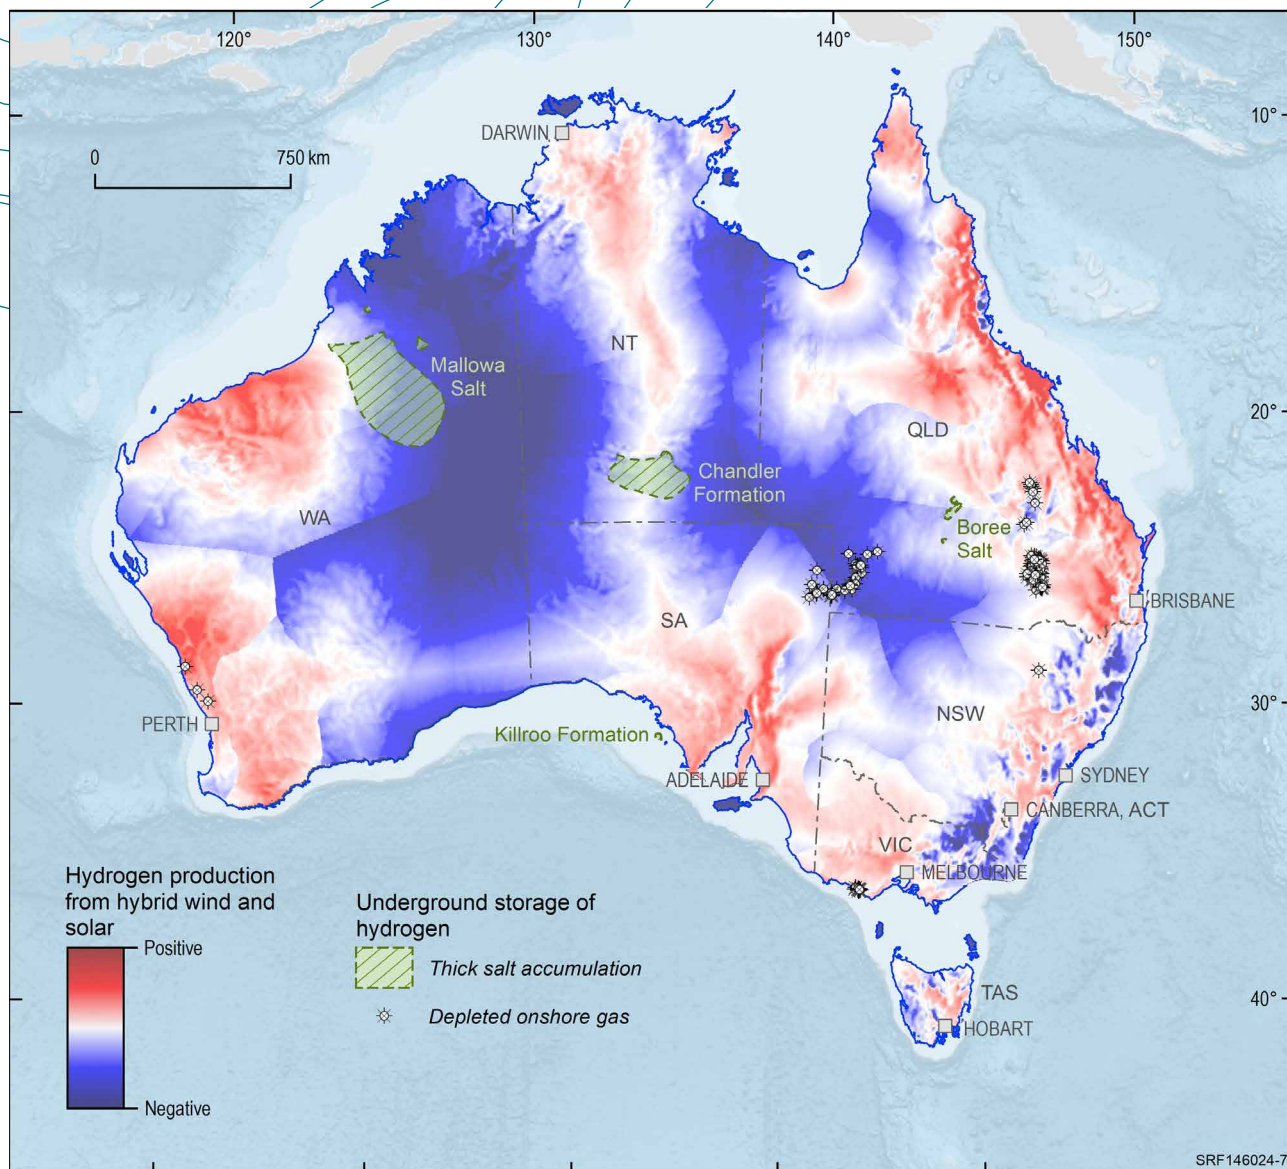 120°
130°
140°
150°
10°
DARWIN
0
750 km
NT
Mallowa
Salt
20°
QLD
Chandler
Formation
WA
Boree
Salt
BRISBANE
SA
30°
PERTH
NSW
Killroo Formation
ADELAIDE
SYDNEY
CANBERRA, ACT
VIC
MELBOURNE
Hydrogen production
from hybrid wind and
solar
Positive
Negative
Underground storage of
hydrogen
Thick salt accumulation
Depleted onshore gas
TAS
40°
HOBART
SRF146024-7